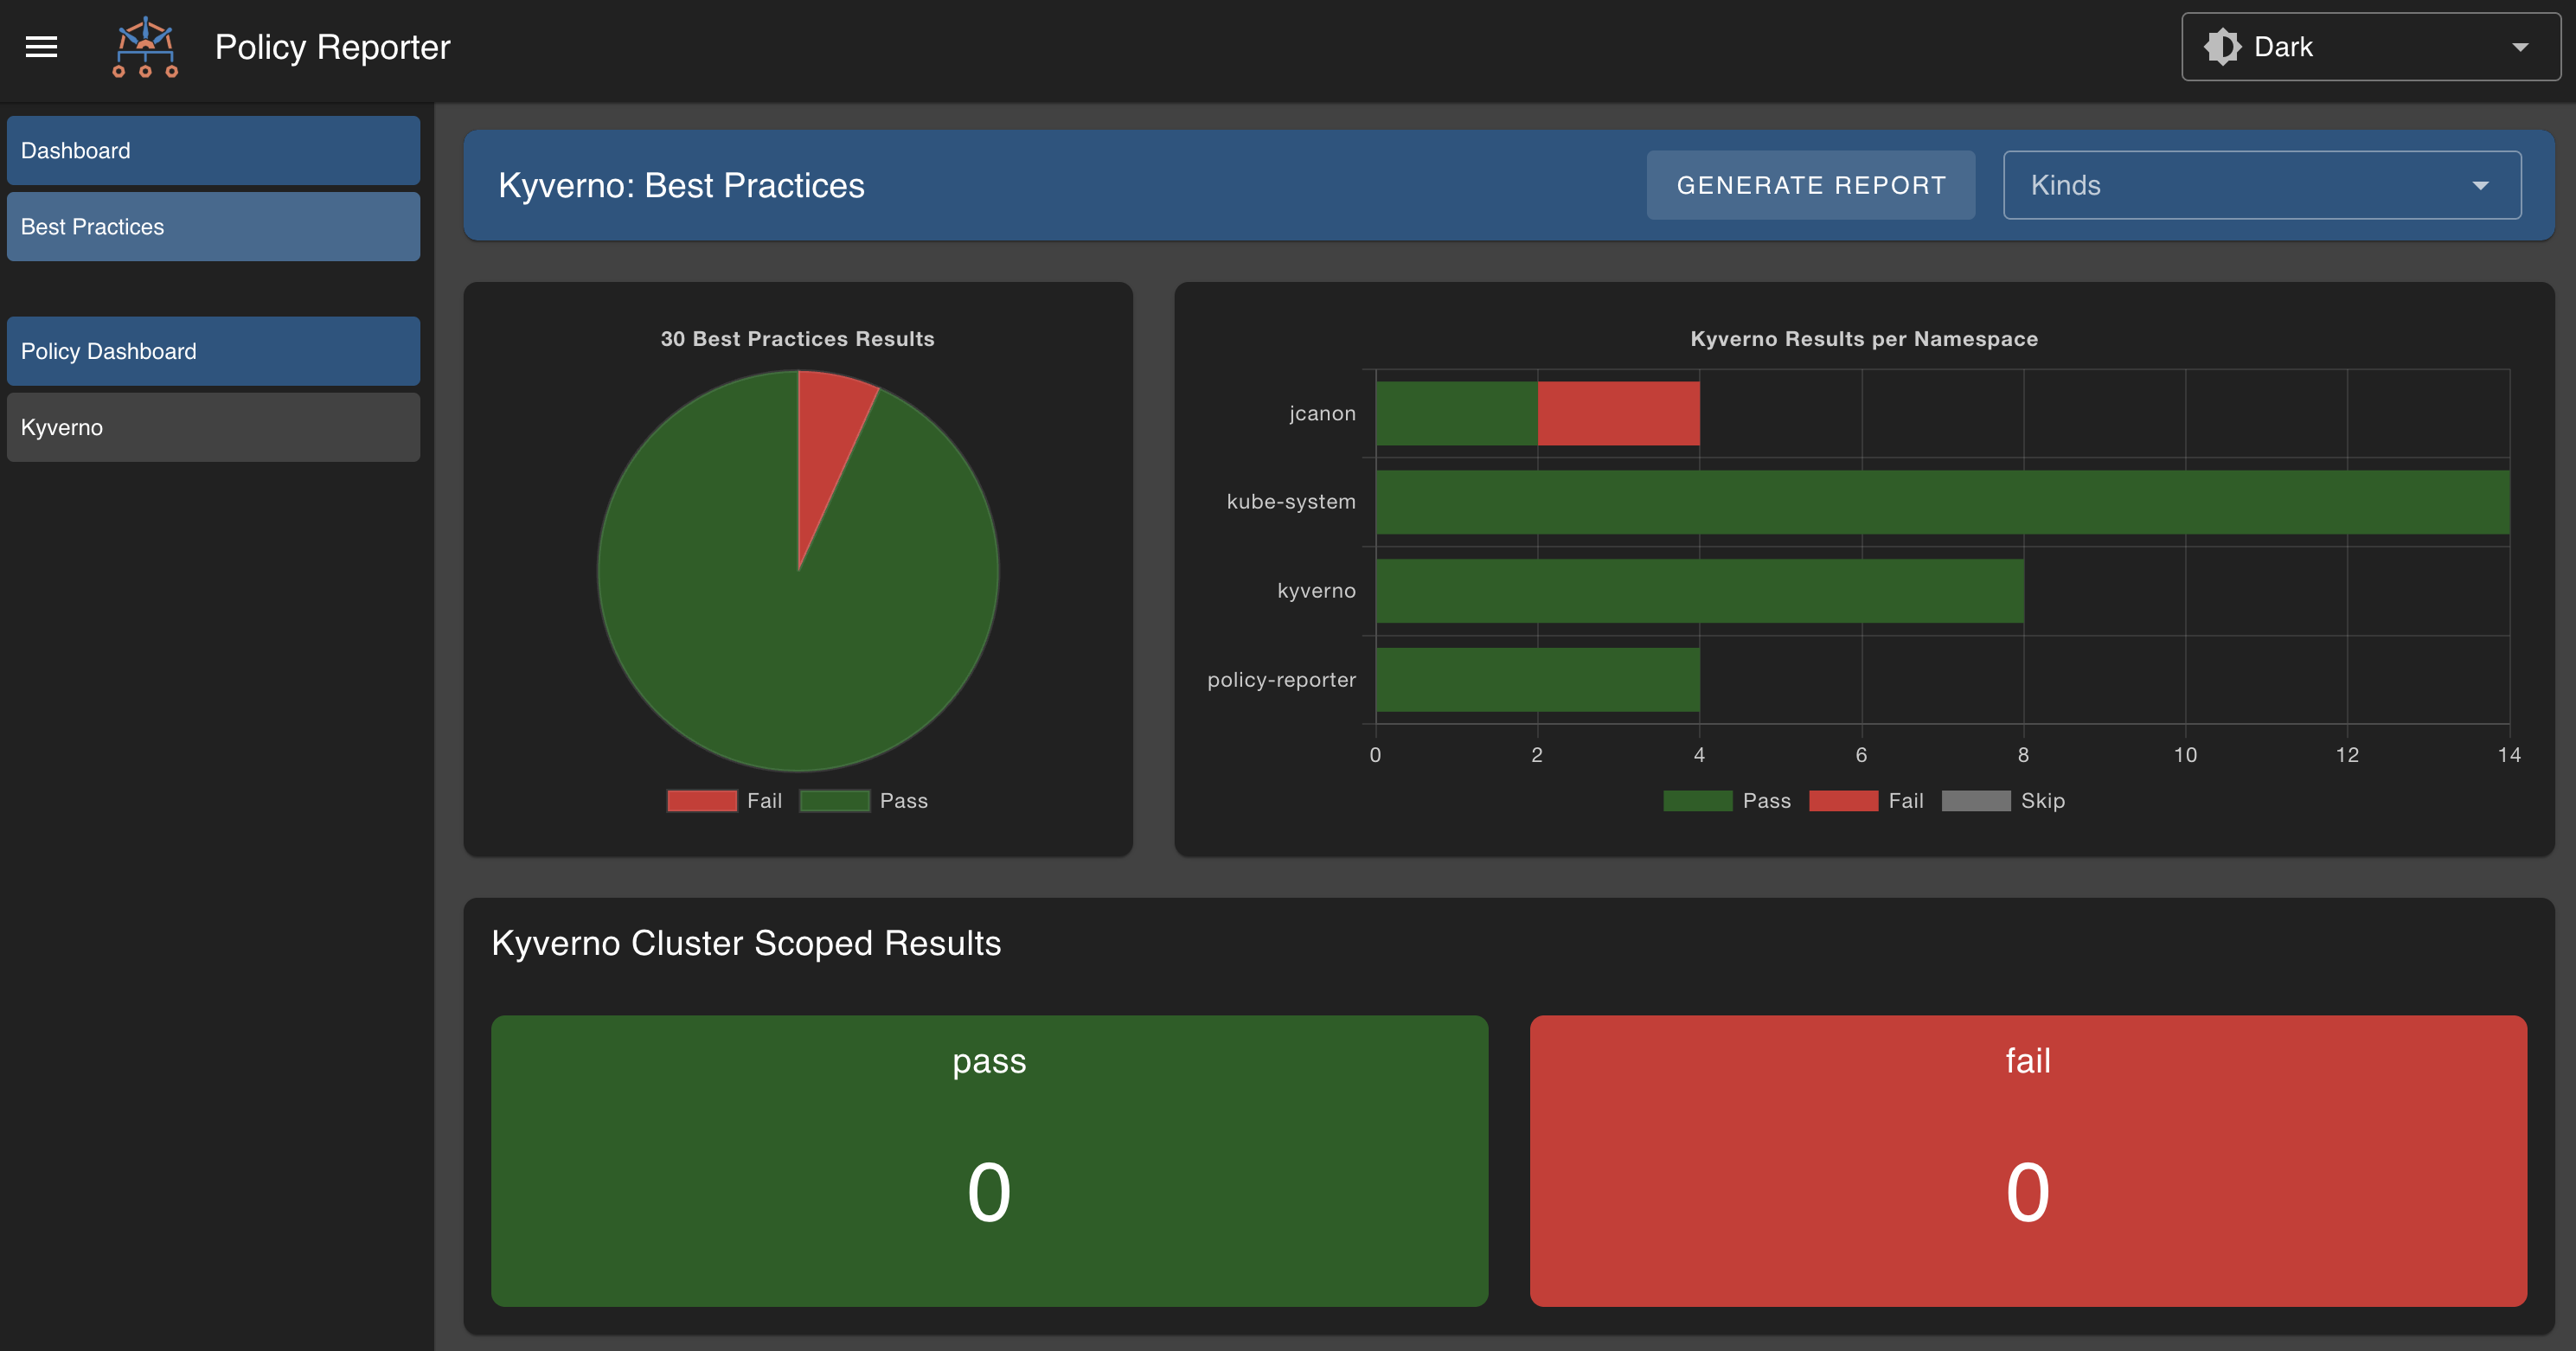 Policy Reporter
Dark
Dashboard
Best Practices
Policy Dashboard
Kyverno
Kyverno: Best Practices
GENERATE REPORT
Kinds
30 Best Practices Results
Fail
Pass
Kyverno Results per Namespace
jcanon
kube-system
kyverno
policy-reporter
0 2 4 6 8 10 12 14
Pass Fail Skip
Kyverno Cluster Scoped Results
pass
0
fail
0